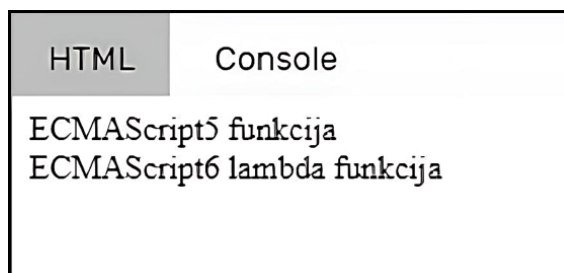 HTML Console
ECMAScript5 funkcija
ECMAScript6 lambda funkcija